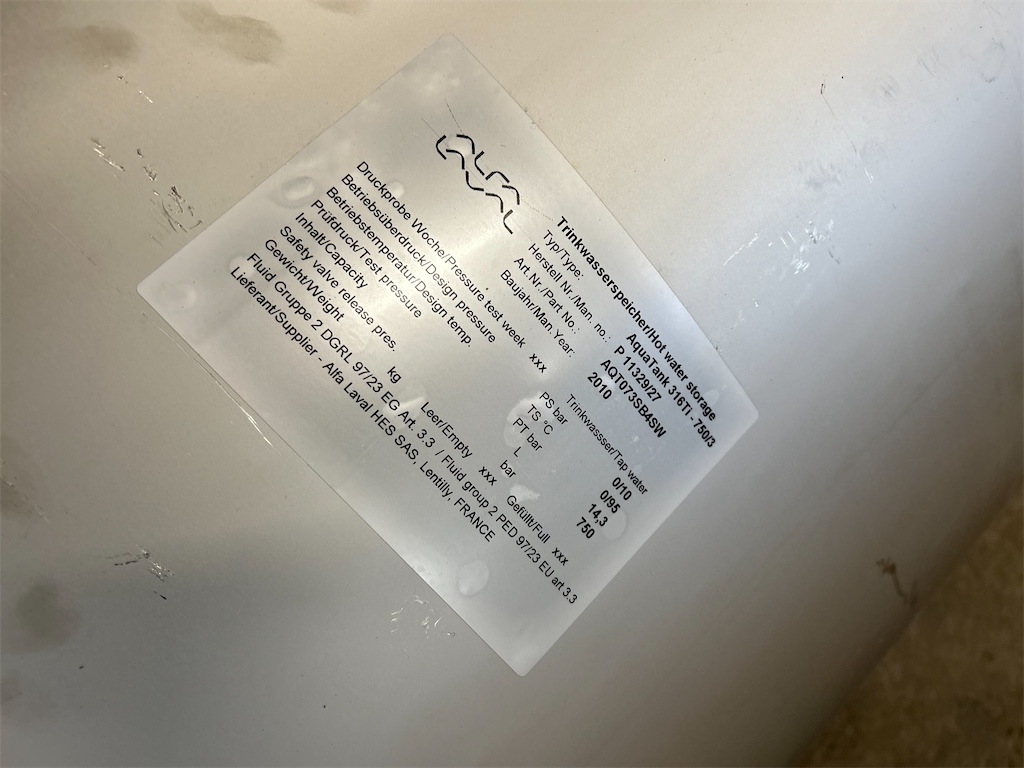 Trinkwasserspeicher/Hot water storage
Typ/Type: AquaTank 316Ti - 750/3
Herstell Nr./Man. no.: P 1132927
Art.Nr./Part No.: AQT073SB4SW
Baujahr/Man.Year: 2010
Trinkwassser/Tap water
Druckprobe Woche/Pressure test week xxx
Betriebsüberdruck/Design pressure PS bar 0/10
Betriebstemperatur/Design temp. TS °C 0/95
Prüfdruck/Test pressure PT bar 14,3
Inhalt/Capacity L 750
Safety valve release pres. bar
Gewicht/Weight kg Leer/Empty xxx Gefüllt/Full xxx
Fluid Gruppe 2 DGRL 97/23 EG Art. 3.3 / Fluid group 2 PED 97/23 EU art 3.3
Lieferant/Supplier - Alfa Laval HES SAS, Lentilly, FRANCE